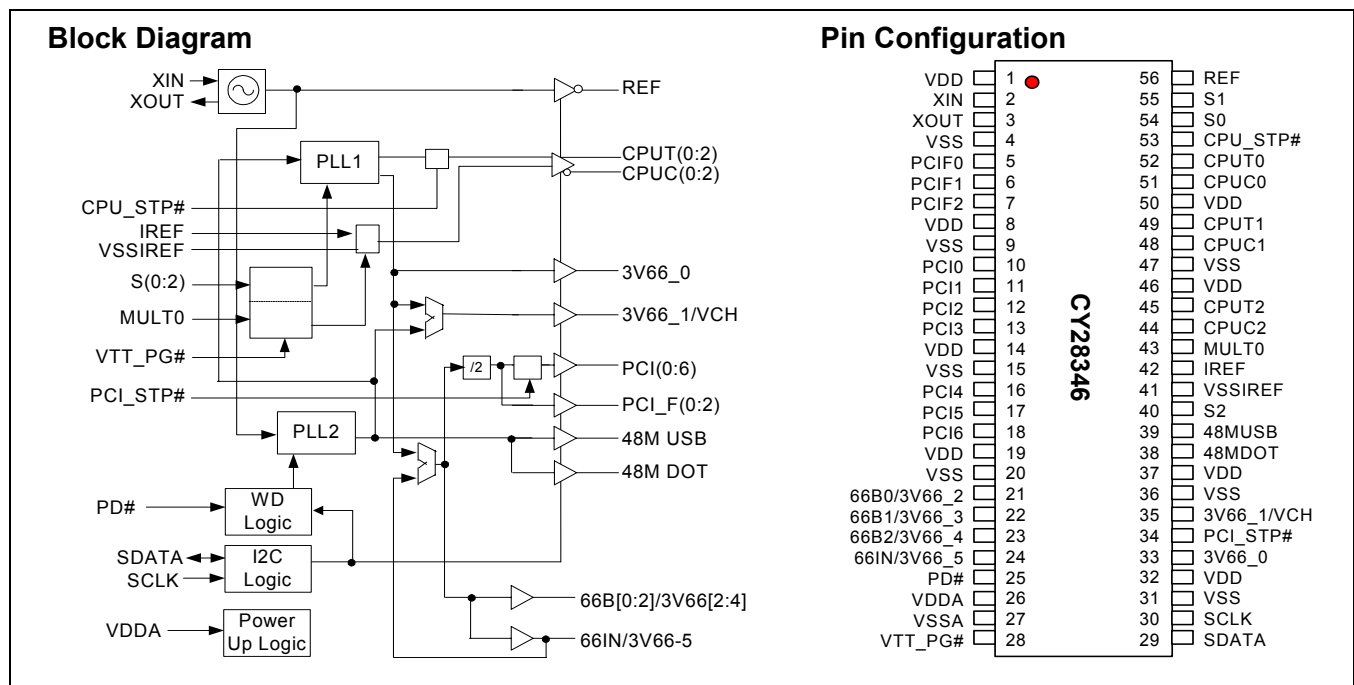 Block Diagram
XIN
XOUT
REF
PLL1
CPUT(0:2)
CPUC(0:2)
CPU_STP#
IREF
VSSIREF
3V66_0
S(0:2)
MULT0
3V66_1/VCH
VTT_PG#
/2
PCI(0:6)
PCI_STP#
PCI_F(0:2)
PLL2
48M USB
48M DOT
PD#
WD
Logic
SDATA
SCLK
I2C
Logic
66B[0:2]/3V66[2:4]
VDDA
Power
Up Logic
66IN/3V66-5
Pin Configuration
VDD 1 56 REF
XIN 2 55 S1
XOUT 3 54 S0
VSS 4 53 CPU_STP#
PCIF0 5 52 CPUT0
PCIF1 6 51 CPUC0
PCIF2 7 50 VDD
VDD 8 49 CPUT1
VSS 9 48 CPUC1
PCI0 10 47 VSS
PCI1 11 46 VDD
PCI2 12 45 CPUT2
PCI3 13 44 CPUC2
VDD 14 43 MULT0
VSS 15 42 IREF
PCI4 16 41 VSSIREF
PCI5 17 40 S2
PCI6 18 39 48MUSB
VDD 19 38 48MDOT
VSS 20 37 VDD
66B0/3V66_2 21 36 VSS
66B1/3V66_3 22 35 3V66_1/VCH
66B2/3V66_4 23 34 PCI_STP#
66IN/3V66_5 24 33 3V66_0
PD# 25 32 VDD
VDDA 26 31 VSS
VSSA 27 30 SCLK
VTT_PG# 28 29 SDATA
CY28346